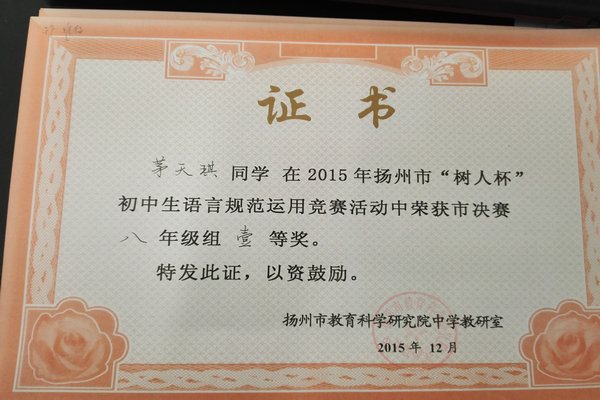 证书
茅天琪 同学 在2015年扬州市“树人杯”
初中生语言规范运用竞赛活动中荣获市决赛
八 年级组 壹 等奖。
特发此证，以资鼓励。
扬州市教育科学研究院中学教研室
2015年 12月